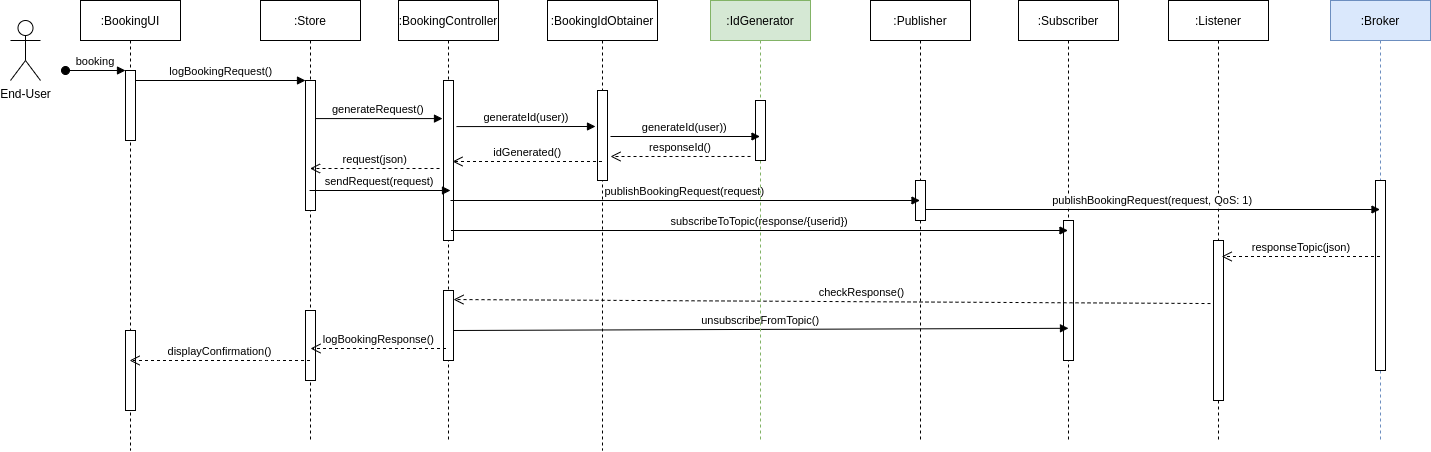 :BookingUI
:Store
:BookingController
:BookingIdObtainer
:IdGenerator
:Publisher
:Subscriber
:Listener
:Broker
End-User
booking
logBookingRequest()
generateRequest()
generateId(user))
generateId(user))
responseId()
idGenerated()
request(json)
sendRequest(request)
publishBookingRequest(request)
publishBookingRequest(request, QoS: 1)
subscribeToTopic(response/{userid})
responseTopic(json)
checkResponse()
unsubscribeFromTopic()
logBookingResponse()
displayConfirmation()